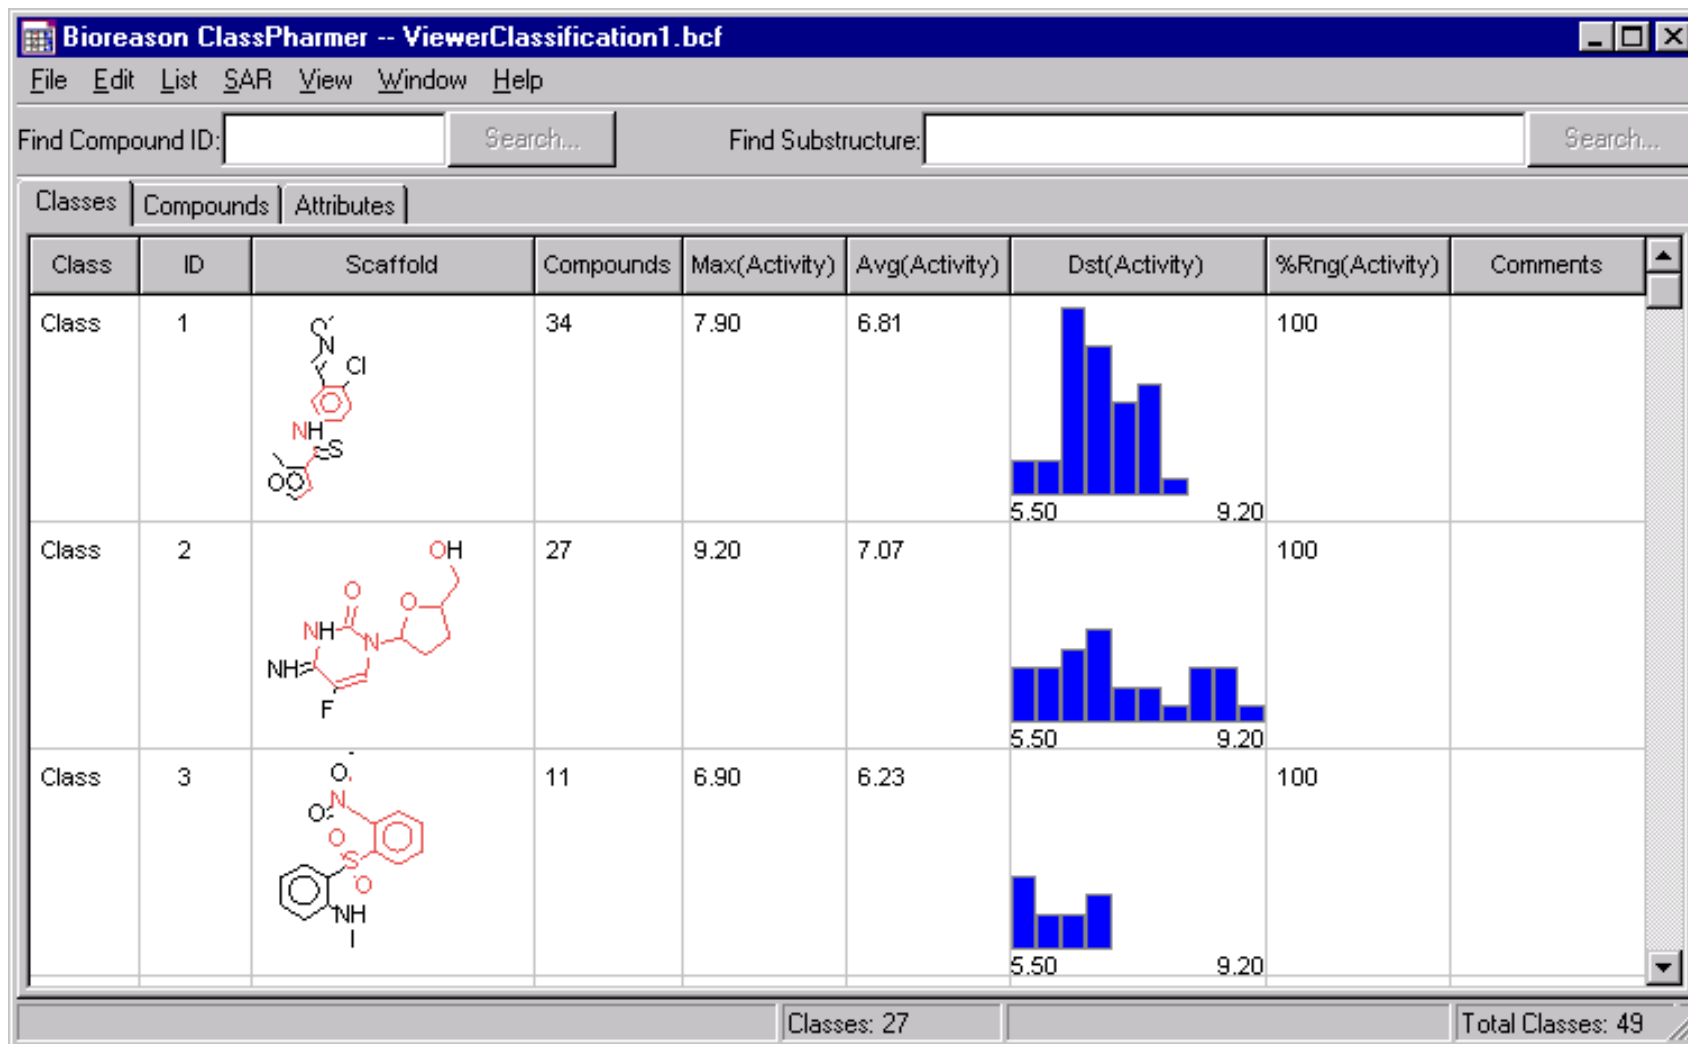 Bioreason ClassPharmer -- ViewerClassification1.bcf
File Edit List SAR View Window Help
Find Compound ID: Search... Find Substructure: Search...
Classes Compounds Attributes
Class ID Scaffold Compounds Max(Activity) Avg(Activity) Dst(Activity) %Rng(Activity) Comments
Class 1 34 7.90 6.81 100
O
N
Cl
NH
S
O
5.50 9.20
Class 2 27 9.20 7.07 100
OH
O
O
NH N
NH
F
5.50 9.20
Class 3 11 6.90 6.23 100
O
N
O
O
S
O
NH
5.50 9.20
Classes: 27 Total Classes: 49